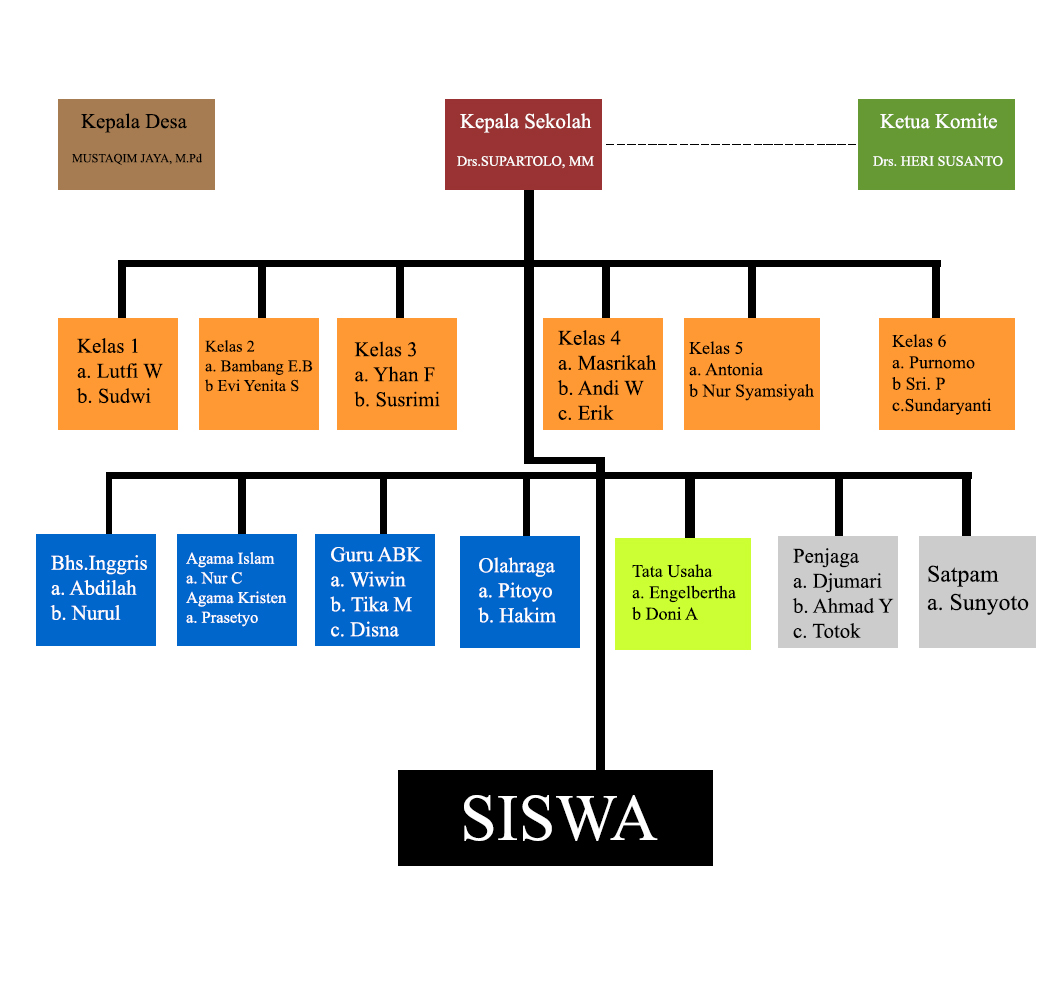 Kepala Desa
MUSTAQIM JAYA, M.Pd
Kepala Sekolah
Drs.SUPARTOLO, MM
Ketua Komite
Drs. HERI SUSANTO
Kelas 1
a. Lutfi W
b. Sudwi
Kelas 2
a. Bambang E.B
b Evi Yenita S
Kelas 3
a. Yhan F
b. Susrimi
Kelas 4
a. Masrikah
b. Andi W
c. Erik
Kelas 5
a. Antonia
b Nur Syamsiyah
Kelas 6
a. Purnomo
b Sri. P
c.Sundaryanti
Bhs.Inggris
a. Abdilah
b. Nurul
Agama Islam
a. Nur C
Agama Kristen
a. Prasetyo
Guru ABK
a. Wiwin
b. Tika M
c. Disna
Olahraga
a. Pitoyo
b. Hakim
Tata Usaha
a. Engelbertha
b Doni A
Penjaga
a. Djumari
b. Ahmad Y
c. Totok
Satpam
a. Sunyoto
SISWA